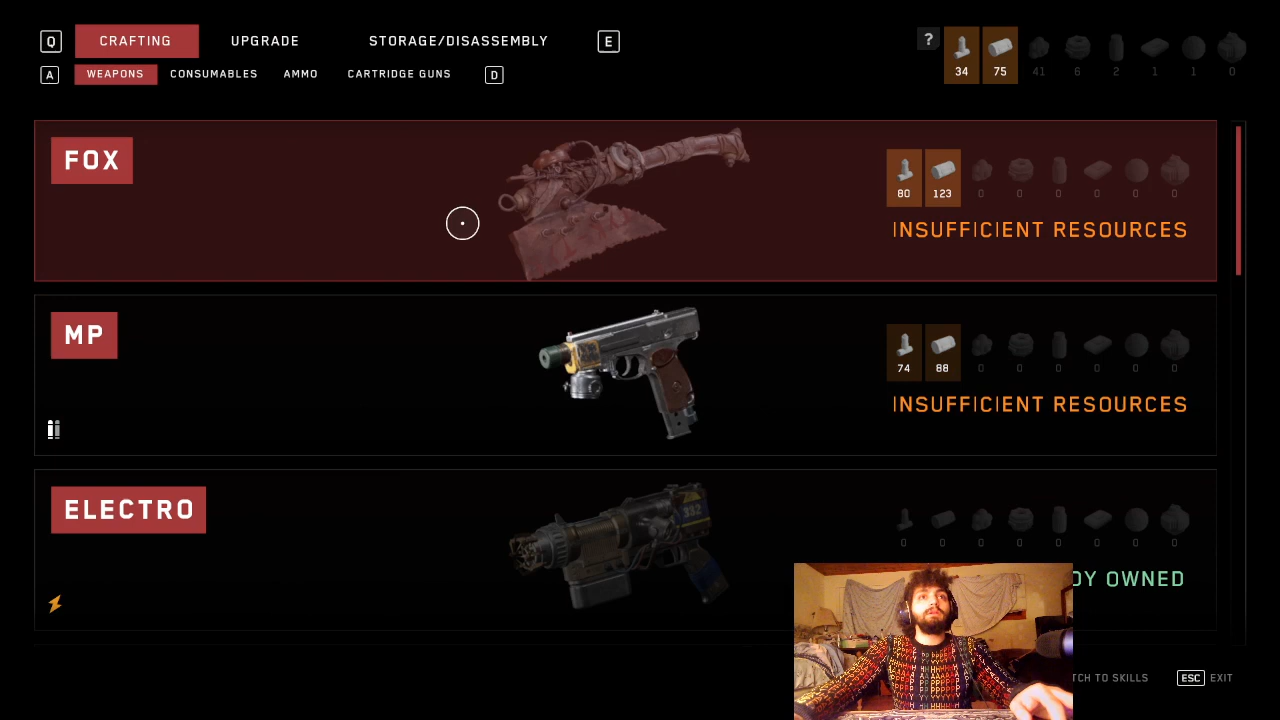 Q CRAFTING UPGRADE STORAGE/DISASSEMBLY E
A WEAPONS CONSUMABLES AMMO CARTRIDGE GUNS D
? 34 75 41 6 2 1 1 0
FOX
80 123 0 0 0 0 0 0
INSUFFICIENT RESOURCES
MP
74 88 0 0 0 0 0 0
INSUFFICIENT RESOURCES
ELECTRO
332
0 0 0 0 0 0 0 0
DY OWNED
TCH TO SKILLS ESC EXIT